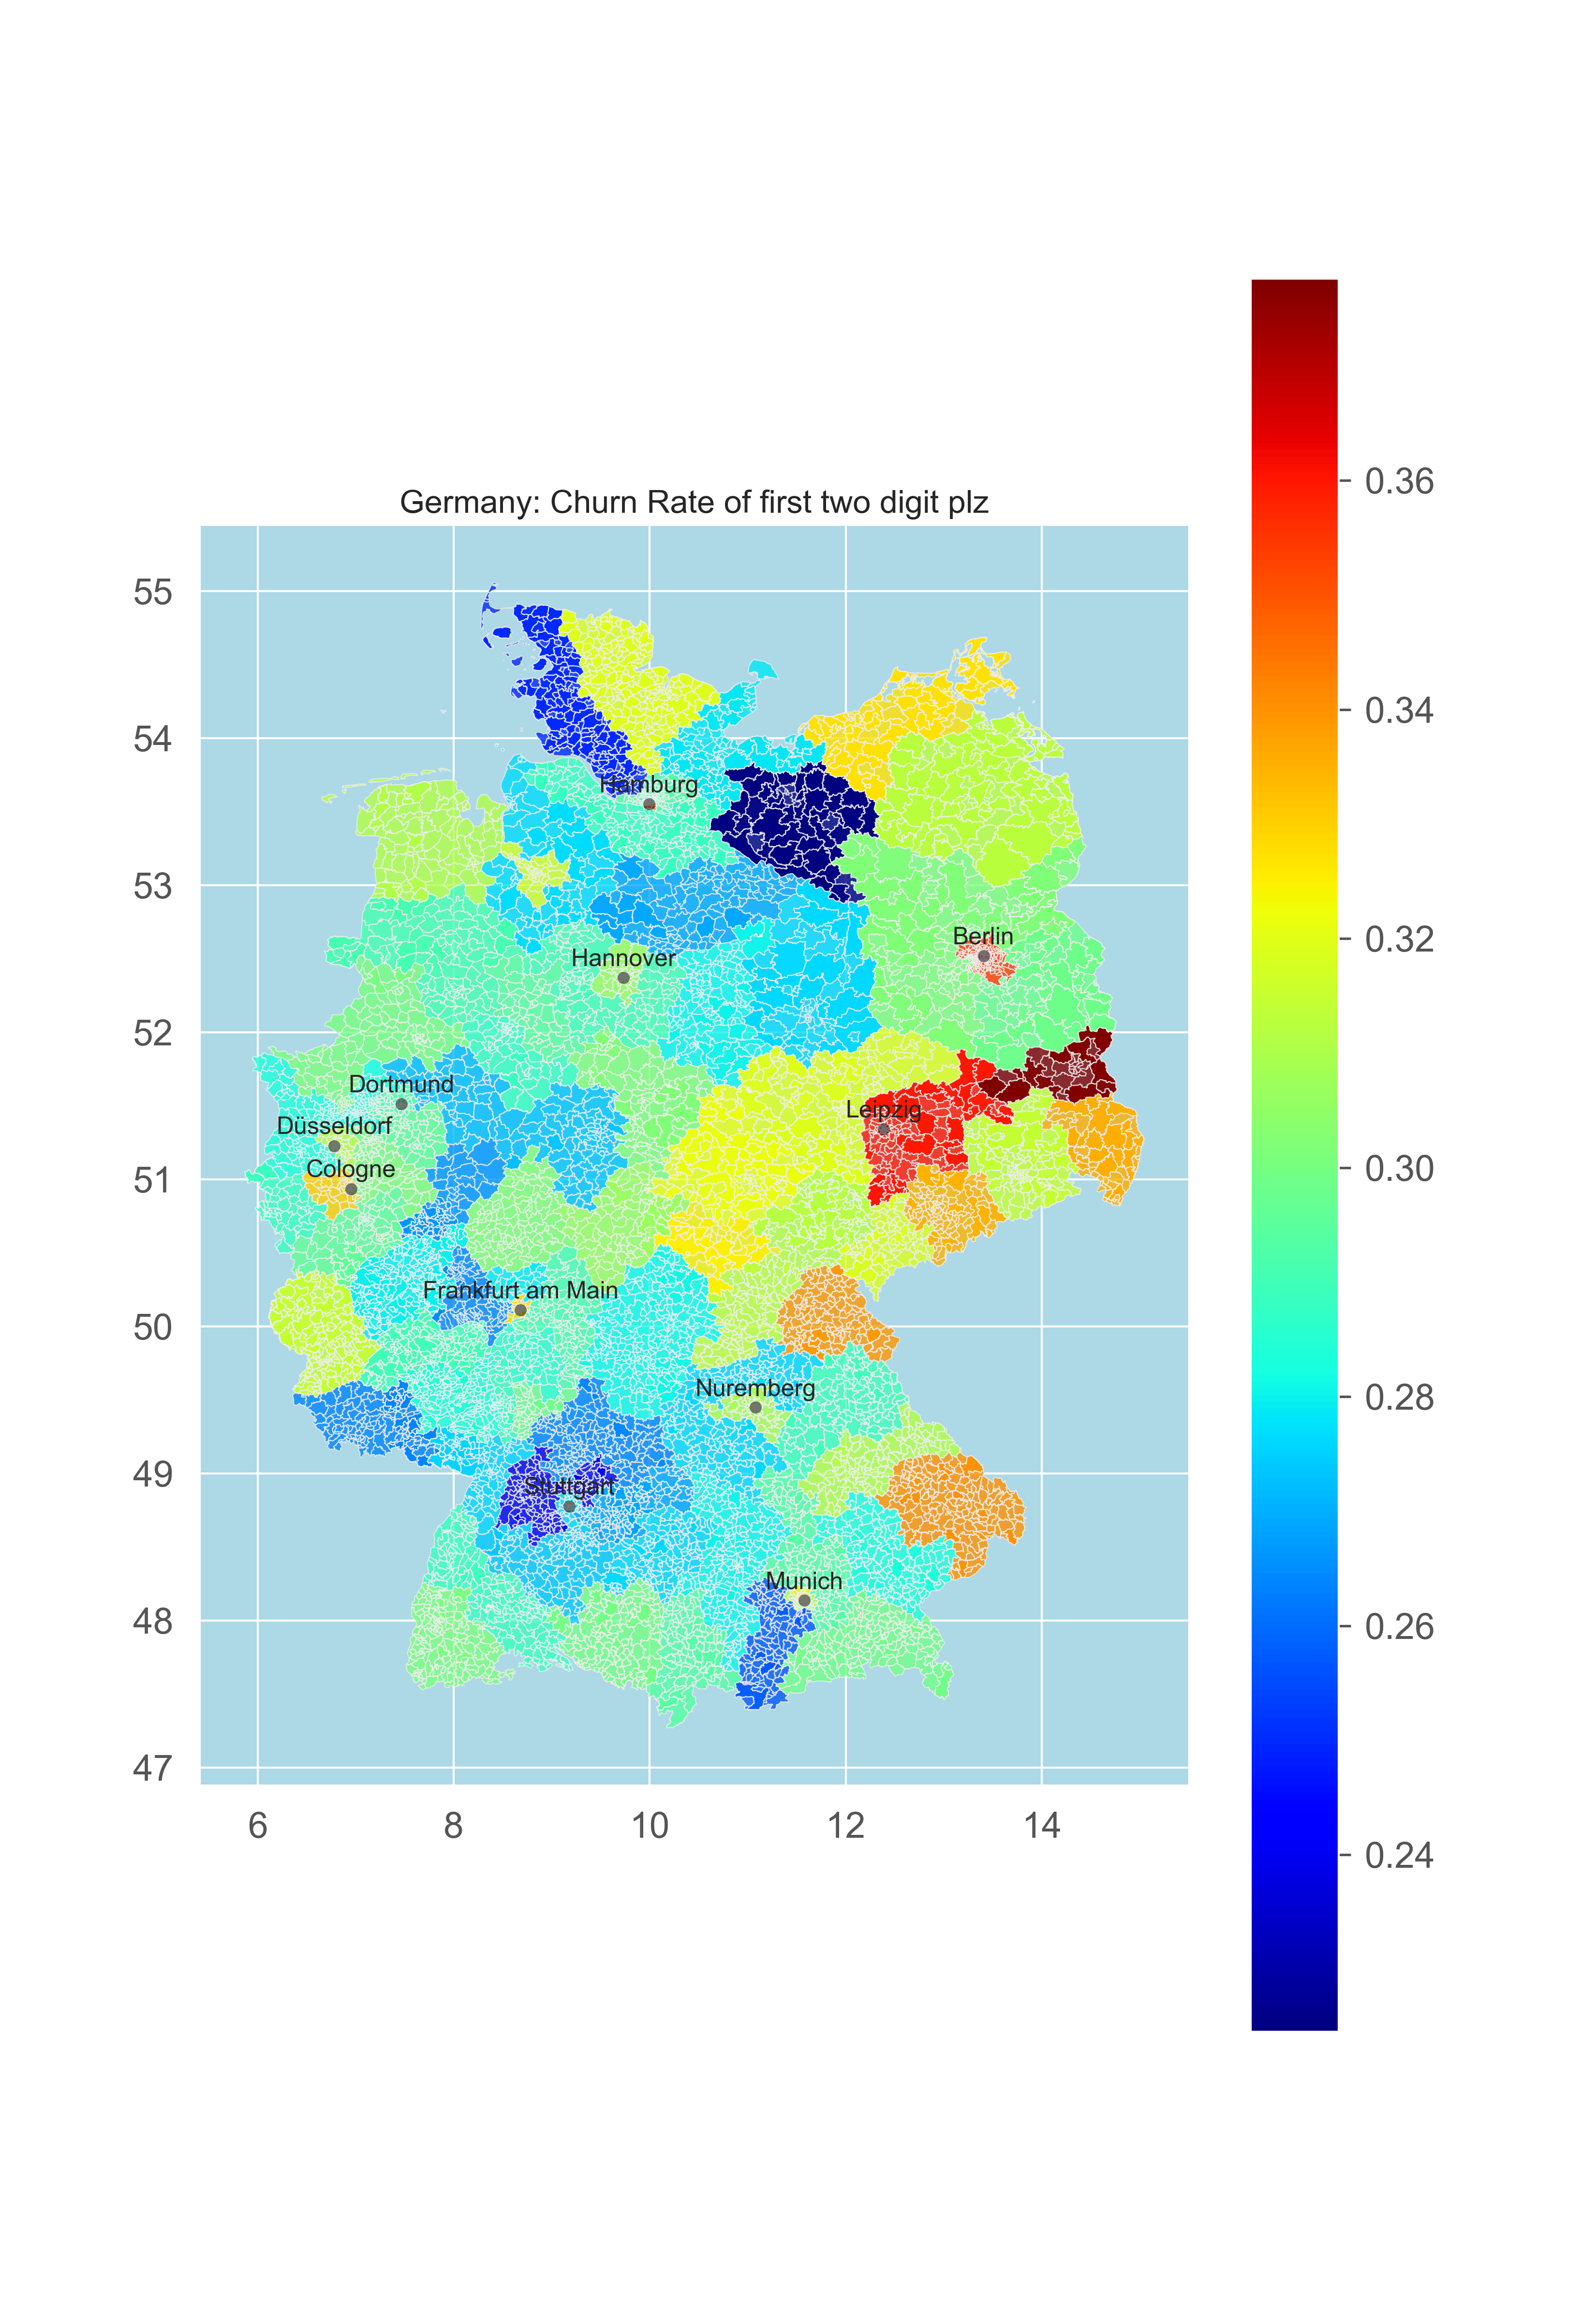 Germany: Churn Rate of first two digit plz
55
54
53
52
51
50
49
48
47
6
8
10
12
14
Hamburg
Berlin
Hannover
Dortmund
Leipzig
Düsseldorf
Cologne
Frankfurt am Main
Nuremberg
Stuttgart
Munich
0.36
0.34
0.32
0.30
0.28
0.26
0.24